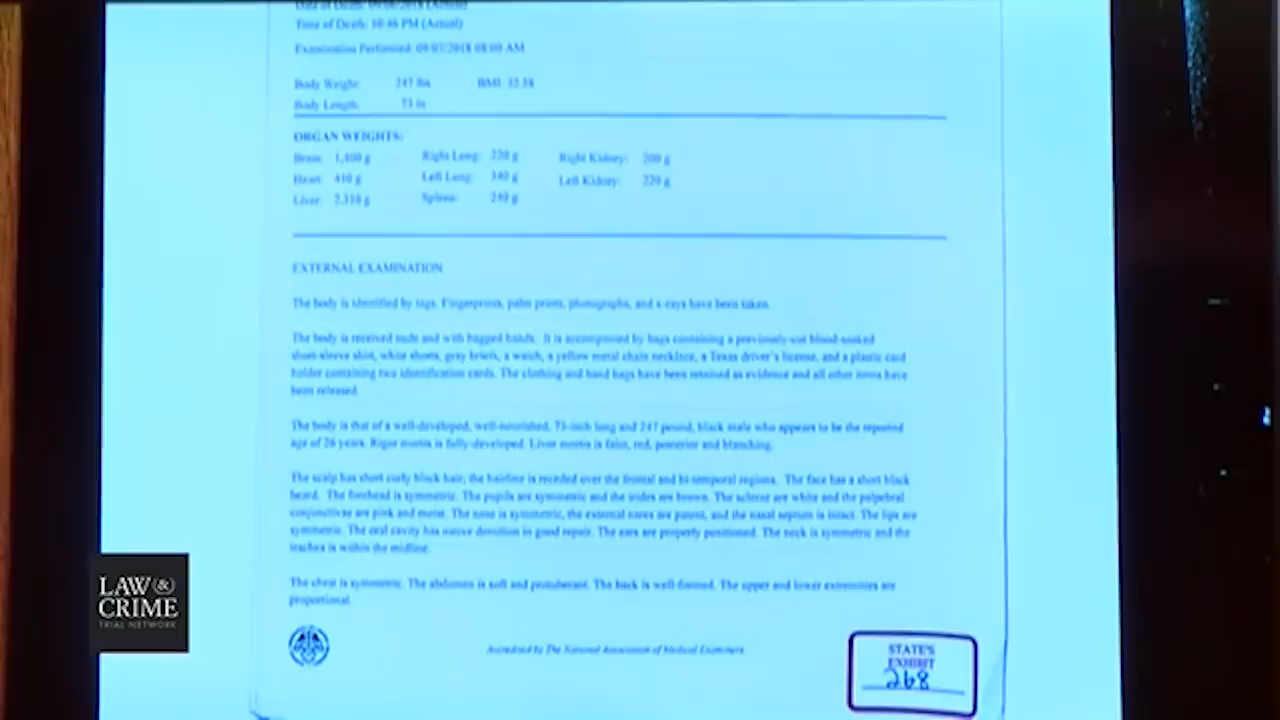 Date of Death: 09/06/2018 (Actual)
Time of Death: 10:46 PM (Actual)
Examination Performed: 09/07/2018 08:00 AM
Body Weight: 247 lbs BMI: 32.58
Body Length: 73 in
ORGAN WEIGHTS:
Brain: 1,400 g Right Lung: 220 g Right Kidney: 200 g
Heart: 410 g Left Lung: 340 g Left Kidney: 220 g
Liver: 2,310 g Spleen: 240 g
EXTERNAL EXAMINATION
The body is identified by tags. Fingerprints, palm prints, photographs, and x-rays have been taken.
The body is received nude and with bagged hands. It is accompanied by bags containing a previously-cut blood-soaked
short-sleeve shirt, white shorts, gray briefs, a watch, a yellow metal chain necklace, a Texas driver's license, and a plastic card
holder containing two identification cards. The clothing and hand bags have been retained as evidence and all other items have
been released.
The body is that of a well-developed, well-nourished, 73-inch long and 247 pound, black male who appears to be the reported
age of 26 years. Rigor mortis is fully-developed. Livor mortis is faint, red, posterior and blanching.
The scalp has short curly black hair; the hairline is receded over the frontal and bi-temporal regions. The face has a short black
beard. The forehead is symmetric. The pupils are symmetric and the irides are brown. The sclerae are white and the palpebral
conjunctivae are pink and moist. The nose is symmetric, the external nares are patent, and the nasal septum is intact. The lips are
symmetric. The oral cavity has native dentition in good repair. The ears are properly positioned. The neck is symmetric and the
trachea is within the midline.
The chest is symmetric. The abdomen is soft and protuberant. The back is well-formed. The upper and lower extremities are
proportional.
Accredited by The National Association of Medical Examiners
STATE'S
EXHIBIT
268
LAW &
CRIME
TRIAL NETWORK